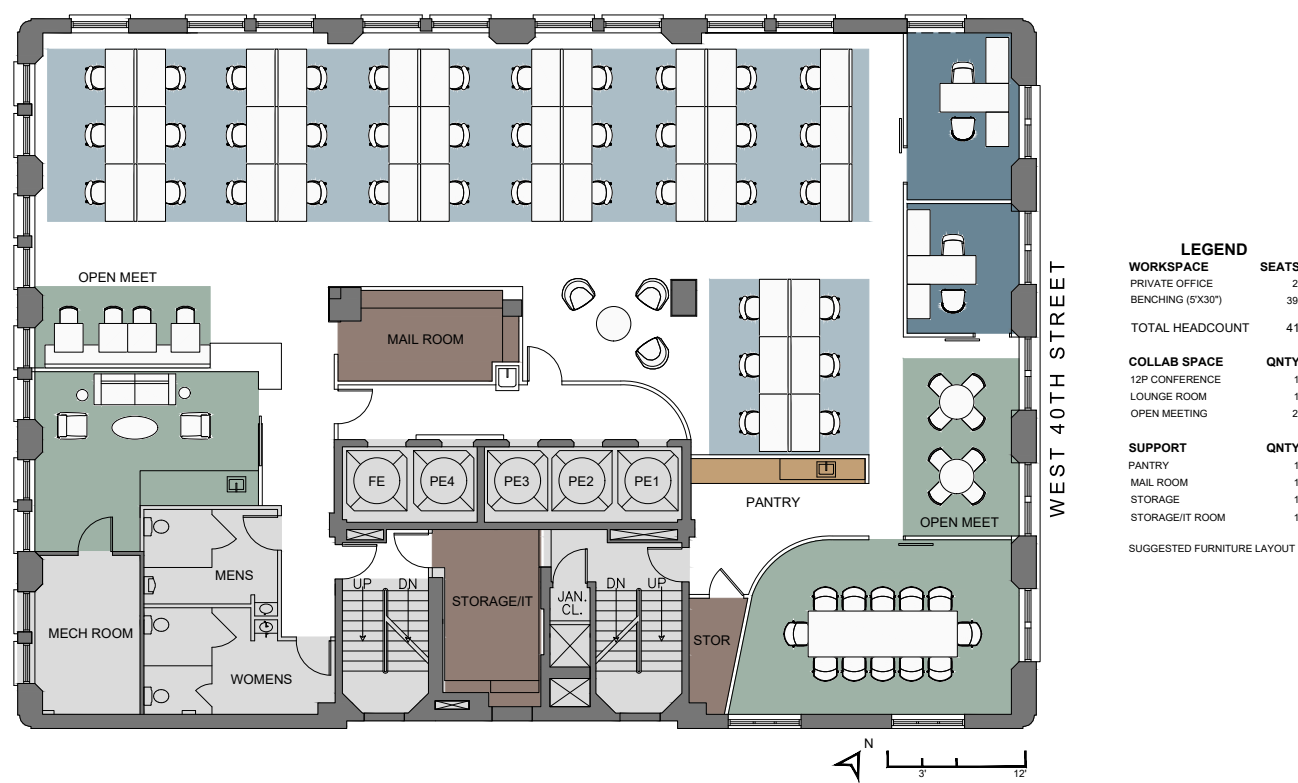 OPEN MEET
MAIL ROOM
FE
PE4
PE3
PE2
PE1
PANTRY
OPEN MEET
MENS
MECH ROOM
WOMENS
UP
DN
STORAGE/IT
JAN.
CL.
DN
UP
STOR
WEST 40TH STREET
N
3'
12'
LEGEND
WORKSPACE SEATS
PRIVATE OFFICE 2
BENCHING (5'X30") 39
TOTAL HEADCOUNT 41
COLLAB SPACE QNTY
12P CONFERENCE 1
LOUNGE ROOM 1
OPEN MEETING 2
SUPPORT QNTY
PANTRY 1
MAIL ROOM 1
STORAGE 1
STORAGE/IT ROOM 1
SUGGESTED FURNITURE LAYOUT